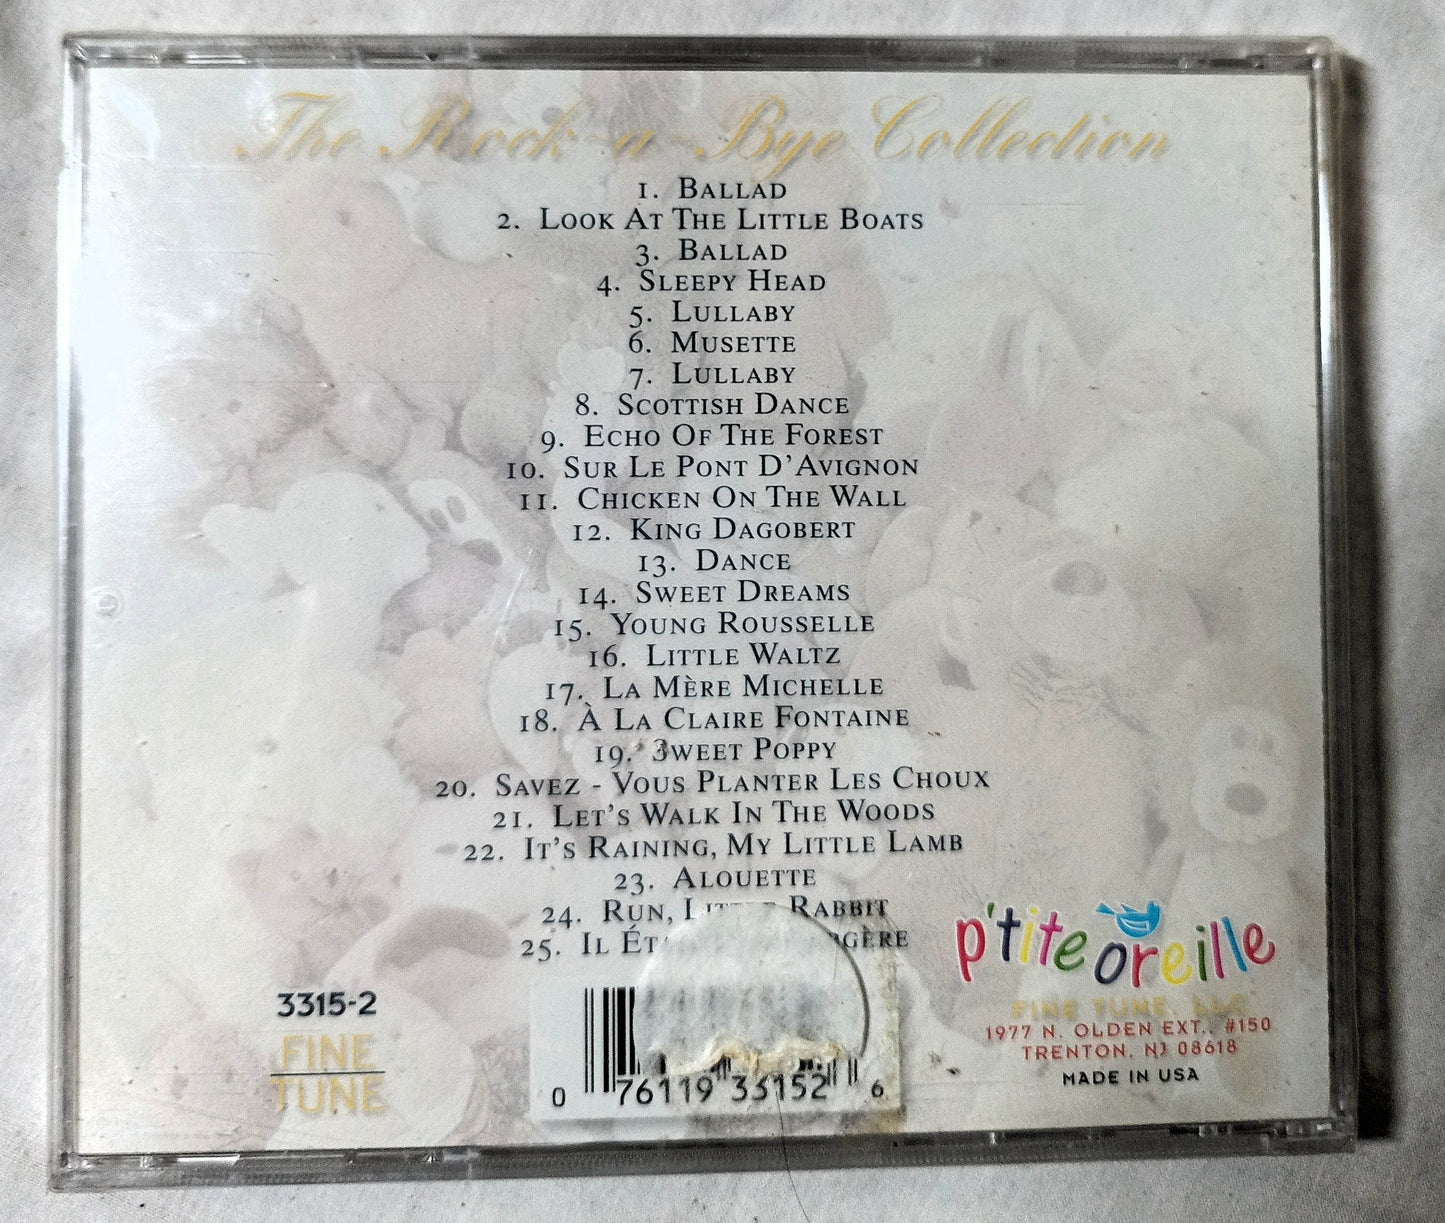 The Rock-a-Bye Collection
1. BALLAD
2. LOOK AT THE LITTLE BOATS
3. BALLAD
4. SLEEPY HEAD
5. LULLABY
6. MUSETTE
7. LULLABY
8. SCOTTISH DANCE
9. ECHO OF THE FOREST
10. SUR LE PONT D'AVIGNON
11. CHICKEN ON THE WALL
12. KING DAGOBERT
13. DANCE
14. SWEET DREAMS
15. YOUNG ROUSSELLE
16. LITTLE WALTZ
17. LA MÈRE MICHELLE
18. À LA CLAIRE FONTAINE
19. SWEET POPPY
20. SAVEZ - VOUS PLANTER LES CHOUX
21. LET'S WALK IN THE WOODS
22. IT'S RAINING, MY LITTLE LAMB
23. ALOUETTE
24. RUN, LITTLE RABBIT
25. IL
p'tite oreille
3315-2
FINE TUNE
FINE TUNE, LLC
1977 N. OLDEN EXT., #150
TRENTON, NJ 08618
MADE IN USA
0 76119 33152 6